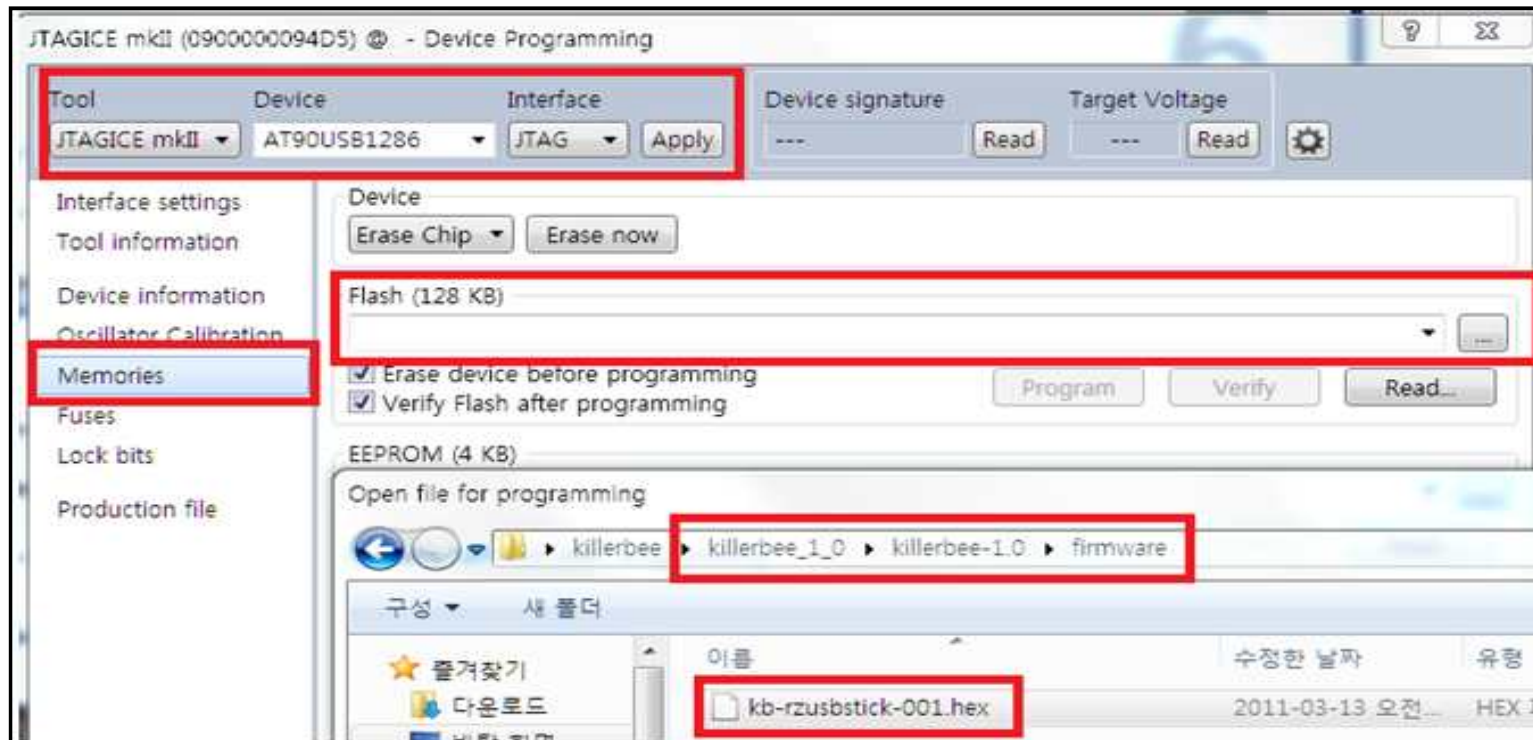 JTAGICE mkII (0900000094D5) @ - Device Programming
Tool Device Interface Device signature Target Voltage
JTAGICE mkII AT90USB1286 JTAG Apply --- Read --- Read
Interface settings
Tool information
Device information
Oscillator Calibration
Memories
Fuses
Lock bits
Production file
Device
Erase Chip Erase now
Flash (128 KB)
...
Erase device before programming
Verify Flash after programming
Program Verify Read...
EEPROM (4 KB)
Open file for programming
killerbee killerbee_1_0 killerbee-1.0 firmware
구성 새 폴더
즐겨찾기
다운로드
바탕 화면
이름 수정한 날짜 유형
kb-rzusbstick-001.hex 2011-03-13 오전... HEX